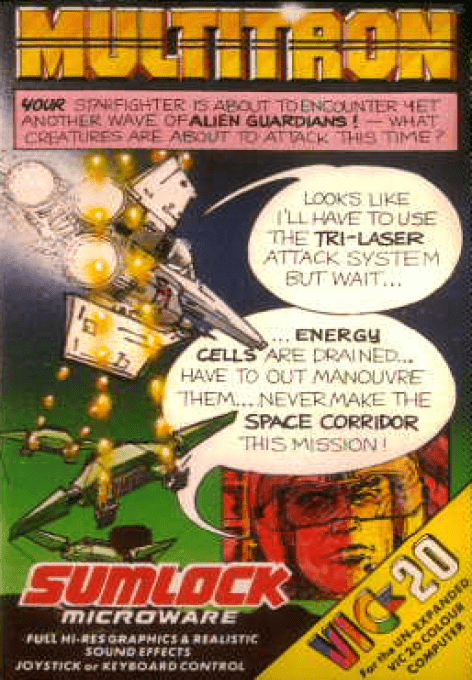 MULTITRON
YOUR STARFIGHTER IS ABOUT TO ENCOUNTER YET
ANOTHER WAVE OF ALIEN GUARDIANS! — WHAT
CREATURES ARE ABOUT TO ATTACK THIS TIME?
LOOKS LIKE
I'LL HAVE TO USE
THE TRI-LASER
ATTACK SYSTEM
BUT WAIT...
... ENERGY
CELLS ARE DRAINED...
HAVE TO OUT MANOUVRE
THEM... NEVER MAKE THE
SPACE CORRIDOR
THIS MISSION!
SUMLOCK
MICROWARE
FULL HI-RES GRAPHICS & REALISTIC
SOUND EFFECTS
JOYSTICK or KEYBOARD CONTROL
VIC 20
For the UN-EXPANDED
VIC 20 COLOUR
COMPUTER